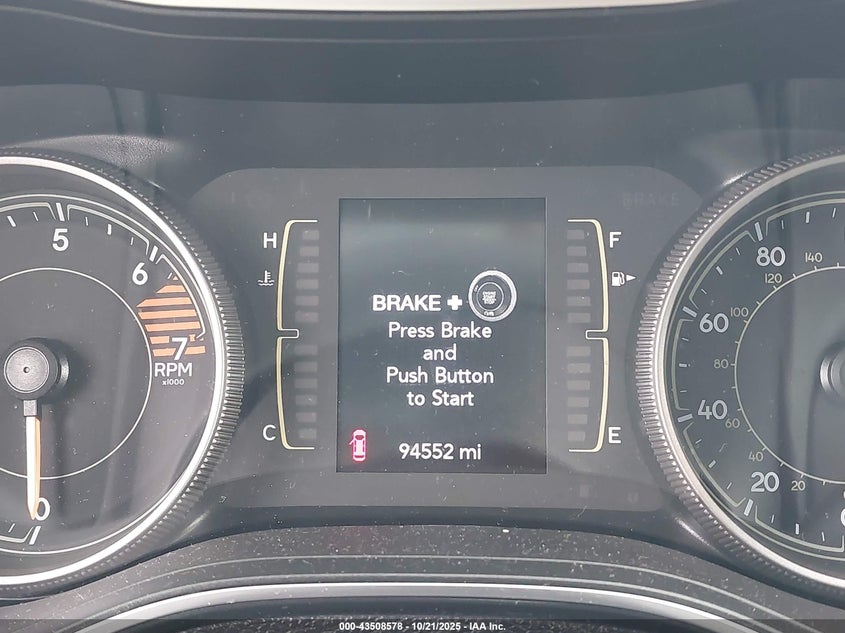 5
6
7
RPM
x1000
0
H
C
BRAKE +
Press Brake
and
Push Button
to Start
94552 mi
BRAKE
F
E
80
140
120
60
100
80
40
60
40
20
20
000-43508578 - 10/21/2025 - IAA Inc.